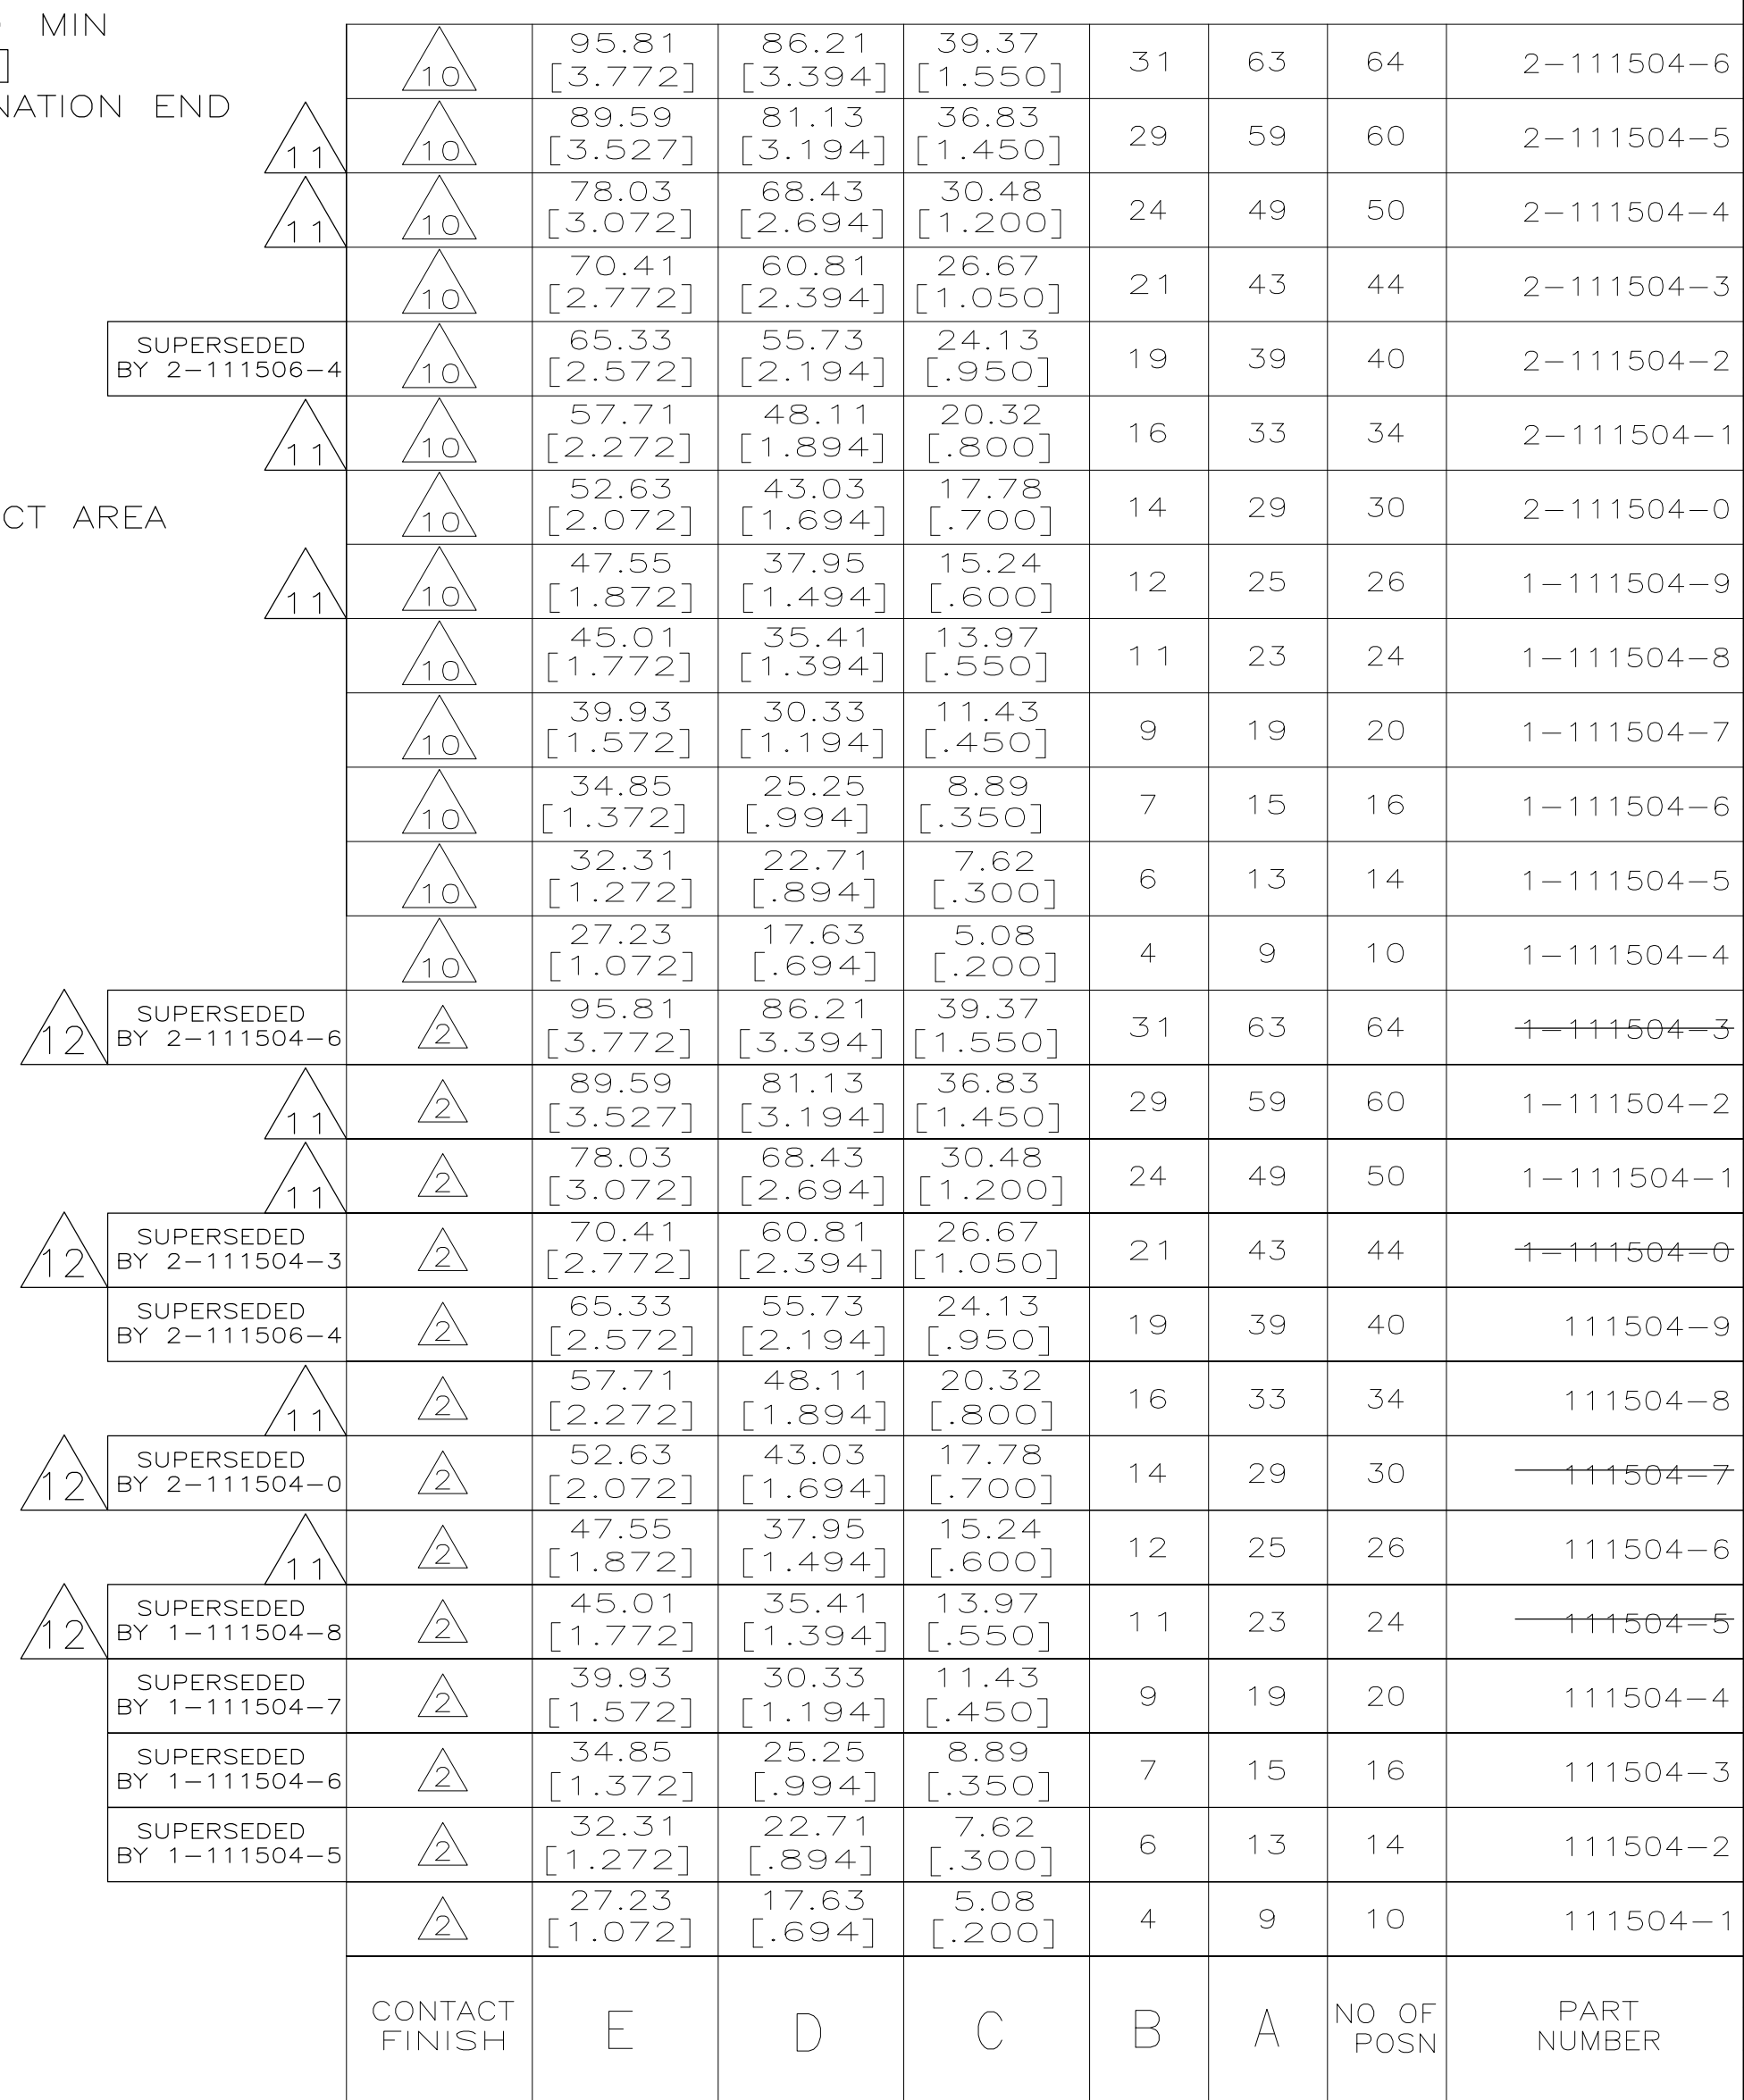 MIN
NATION END
CT AREA
10 95.81 [3.772] 86.21 [3.394] 39.37 [1.550] 31 63 64 2-111504-6
11 10 89.59 [3.527] 81.13 [3.194] 36.83 [1.450] 29 59 60 2-111504-5
11 10 78.03 [3.072] 68.43 [2.694] 30.48 [1.200] 24 49 50 2-111504-4
10 70.41 [2.772] 60.81 [2.394] 26.67 [1.050] 21 43 44 2-111504-3
SUPERSEDED BY 2-111506-4 10 65.33 [2.572] 55.73 [2.194] 24.13 [.950] 19 39 40 2-111504-2
11 10 57.71 [2.272] 48.11 [1.894] 20.32 [.800] 16 33 34 2-111504-1
10 52.63 [2.072] 43.03 [1.694] 17.78 [.700] 14 29 30 2-111504-0
11 10 47.55 [1.872] 37.95 [1.494] 15.24 [.600] 12 25 26 1-111504-9
10 45.01 [1.772] 35.41 [1.394] 13.97 [.550] 11 23 24 1-111504-8
10 39.93 [1.572] 30.33 [1.194] 11.43 [.450] 9 19 20 1-111504-7
10 34.85 [1.372] 25.25 [.994] 8.89 [.350] 7 15 16 1-111504-6
10 32.31 [1.272] 22.71 [.894] 7.62 [.300] 6 13 14 1-111504-5
10 27.23 [1.072] 17.63 [.694] 5.08 [.200] 4 9 10 1-111504-4
12 SUPERSEDED BY 2-111504-6 2 95.81 [3.772] 86.21 [3.394] 39.37 [1.550] 31 63 64 1-111504-3
11 2 89.59 [3.527] 81.13 [3.194] 36.83 [1.450] 29 59 60 1-111504-2
11 2 78.03 [3.072] 68.43 [2.694] 30.48 [1.200] 24 49 50 1-111504-1
12 SUPERSEDED BY 2-111504-3 2 70.41 [2.772] 60.81 [2.394] 26.67 [1.050] 21 43 44 1-111504-0
SUPERSEDED BY 2-111506-4 2 65.33 [2.572] 55.73 [2.194] 24.13 [.950] 19 39 40 111504-9
11 2 57.71 [2.272] 48.11 [1.894] 20.32 [.800] 16 33 34 111504-8
12 SUPERSEDED BY 2-111504-0 2 52.63 [2.072] 43.03 [1.694] 17.78 [.700] 14 29 30 111504-7
11 2 47.55 [1.872] 37.95 [1.494] 15.24 [.600] 12 25 26 111504-6
12 SUPERSEDED BY 1-111504-8 2 45.01 [1.772] 35.41 [1.394] 13.97 [.550] 11 23 24 111504-5
SUPERSEDED BY 1-111504-7 2 39.93 [1.572] 30.33 [1.194] 11.43 [.450] 9 19 20 111504-4
SUPERSEDED BY 1-111504-6 2 34.85 [1.372] 25.25 [.994] 8.89 [.350] 7 15 16 111504-3
SUPERSEDED BY 1-111504-5 2 32.31 [1.272] 22.71 [.894] 7.62 [.300] 6 13 14 111504-2
2 27.23 [1.072] 17.63 [.694] 5.08 [.200] 4 9 10 111504-1
CONTACT FINISH E D C B A NO OF POSN PART NUMBER